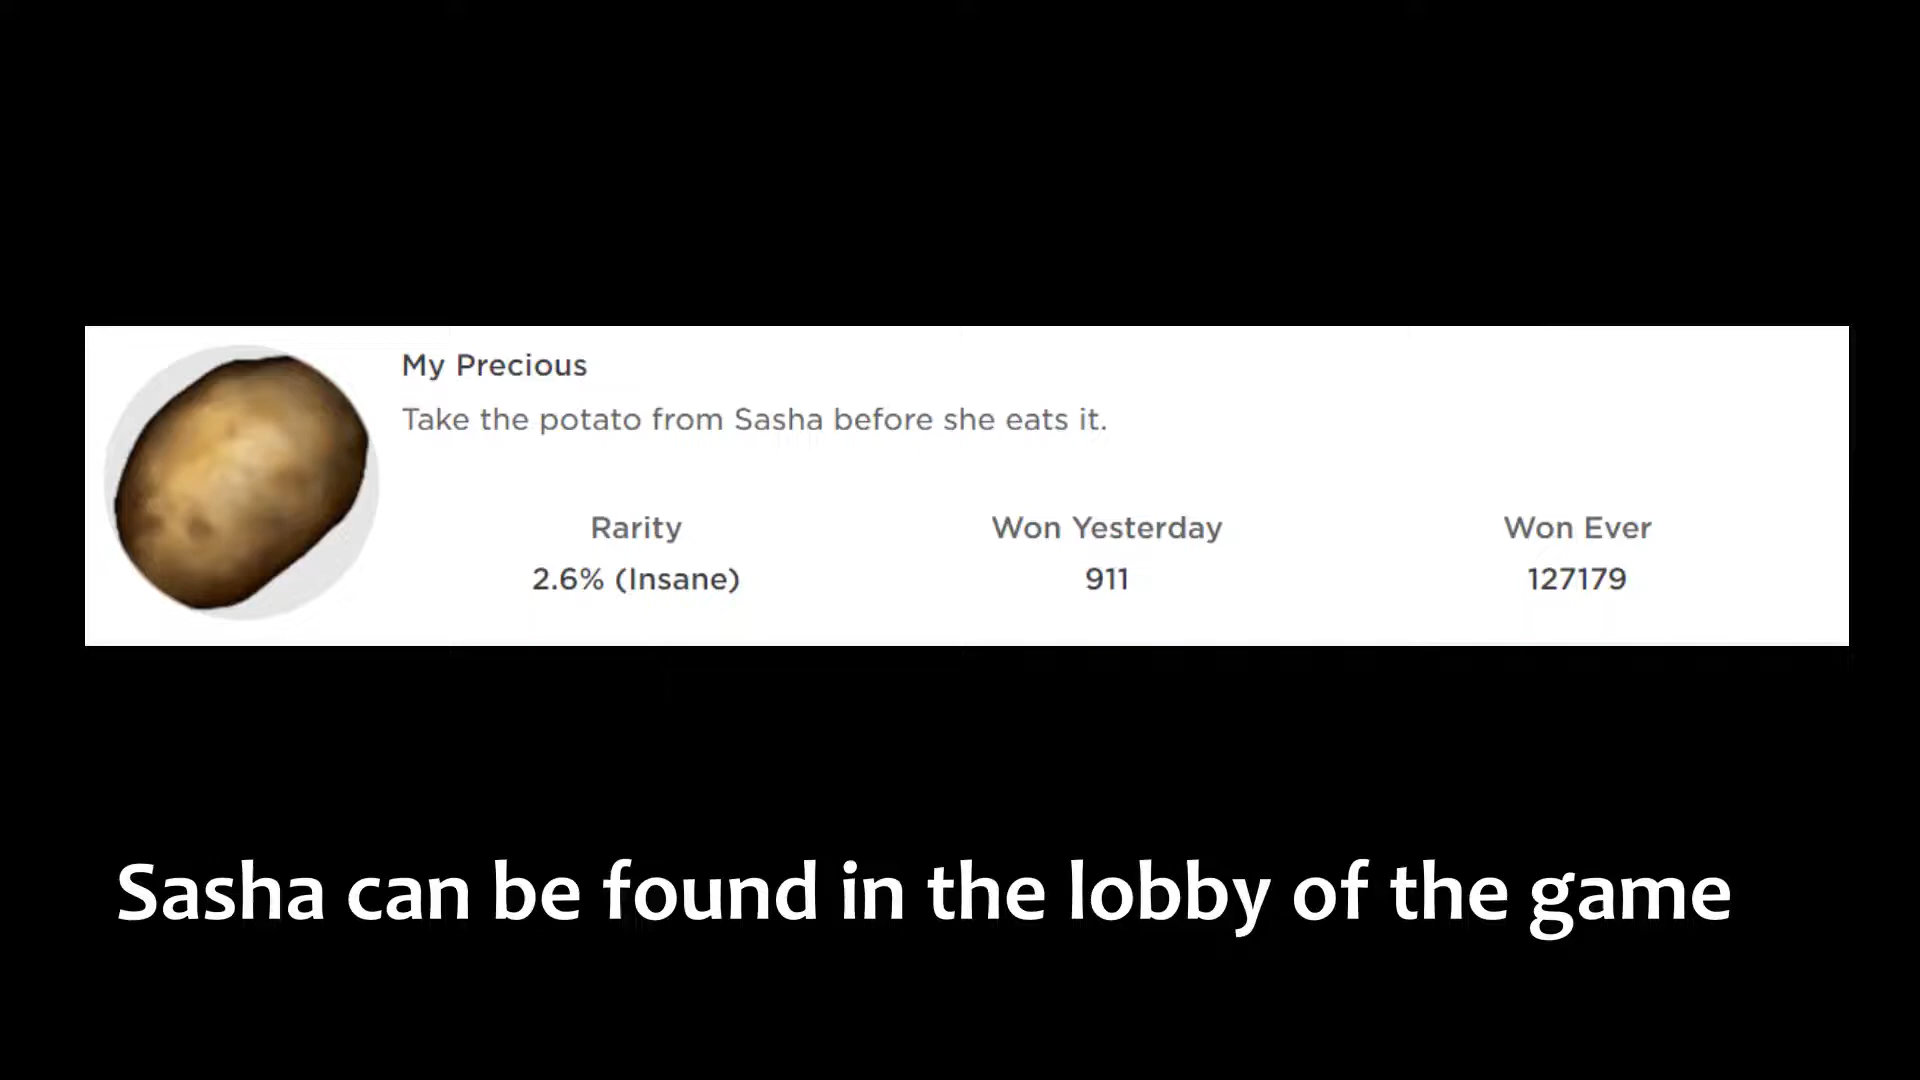 My Precious
Take the potato from Sasha before she eats it.
Rarity Won Yesterday Won Ever
2.6% (Insane) 911 127179
Sasha can be found in the lobby of the game